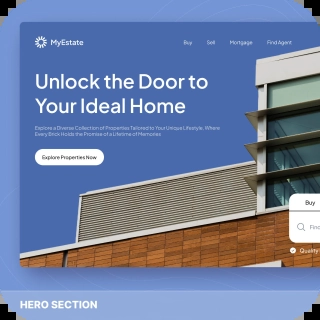 MyEstate
Buy Sell Mortgage Find Agent
Unlock the Door to
Your Ideal Home
Explore a Diverse Collection of Properties Tailored to Your Unique Lifestyle, Where
Every Brick Holds the Promise of a Lifetime of Memories
Explore Properties Now
Buy
Find
Quality
HERO SECTION